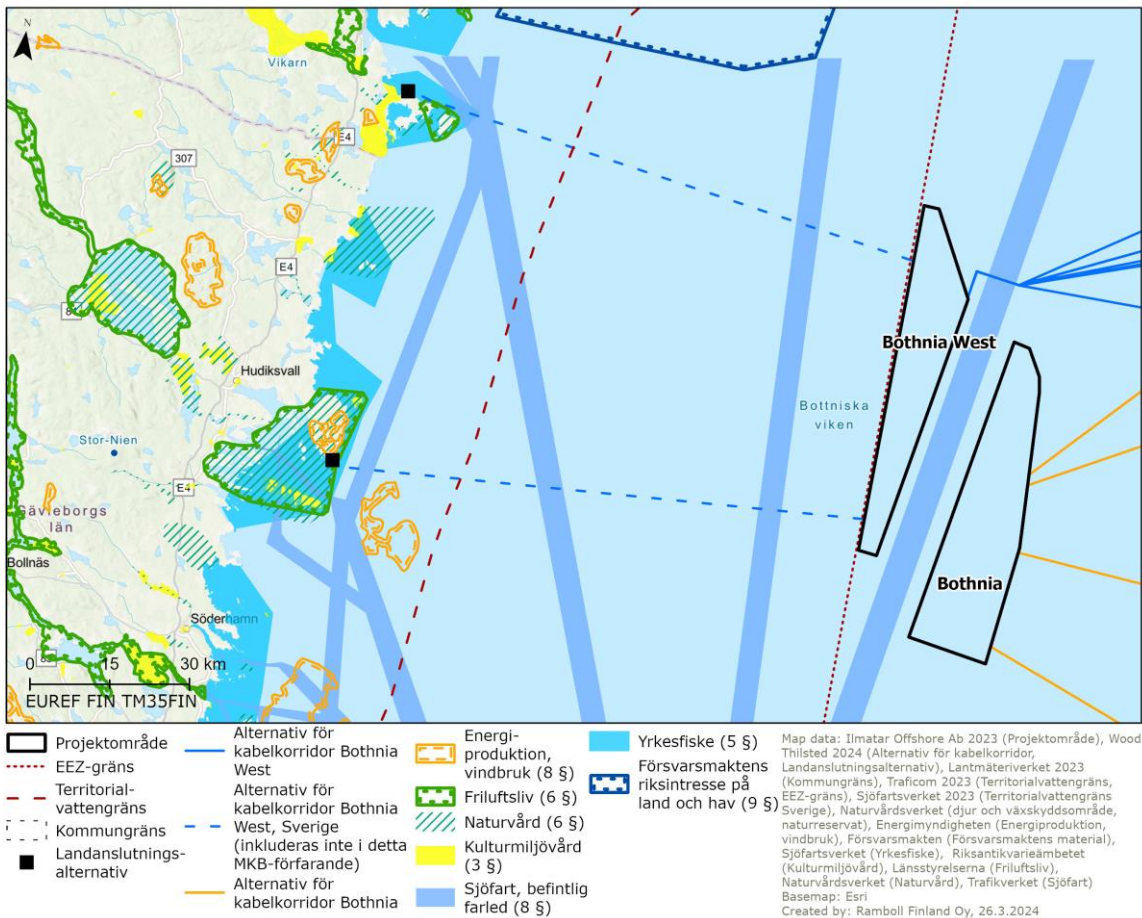 N
Vikarn
E4
307
E4
84
Hudiksvall
Stor-Nien
E4
Gävleborgs
län
Bollnäs
Söderhamn
83
Bottniska
viken
Bothnia West
Bothnia
0 15 30 km
EUREF FIN TM35FIN
Projektområde
EEZ-gräns
Territorial-
vattengräns
Kommungräns
Landanslutnings-
alternativ
Alternativ för
kabelkorridor Bothnia
West
Alternativ för
kabelkorridor Bothnia
West, Sverige
(inkluderas inte i detta
MKB-förfarande)
Alternativ för
kabelkorridor Bothnia
Energi-
produktion,
vindbruk (8 §)
Friluftsliv (6 §)
Naturvård (6 §)
Kulturmiljövård
(3 §)
Sjöfart, befintlig
farled (8 §)
Yrkesfiske (5 §)
Försvarsmaktens
riksintresse på
land och hav (9 §)
Map data: Ilmatar Offshore Ab 2023 (Projektområde), Wood
Thilsted 2024 (Alternativ för kabelkorridor,
Landanslutningsalternativ), Lantmäteriverket 2023
(Kommungräns), Traficom 2023 (Territorialvattengräns,
EEZ-gräns), Sjöfartsverket 2023 (Territorialvattengräns
Sverige), Naturvårdsverket (djur och växskyddsområde,
naturreservat), Energimyndigheten (Energiproduktion,
vindbruk), Försvarsmakten (Försvarsmaktens material),
Sjöfartsverket (Yrkesfiske), Riksantikvarieämbetet
(Kulturmiljövård), Länsstyrelserna (Friluftsliv),
Naturvårdsverket (Naturvård), Trafikverket (Sjöfart)
Basemap: Esri
Created by: Ramboll Finland Oy, 26.3.2024